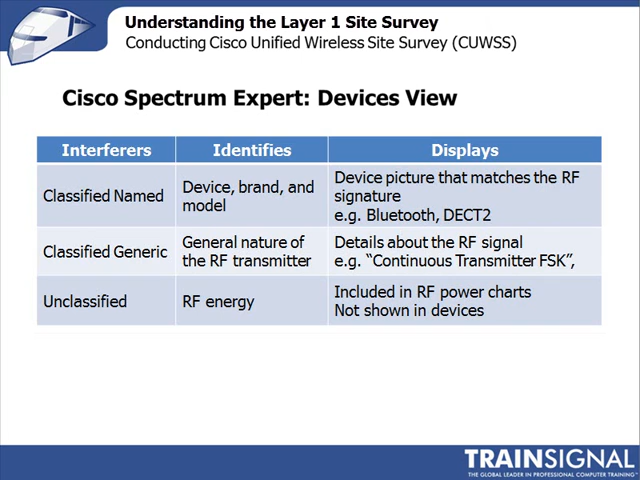 Understanding the Layer 1 Site Survey
Conducting Cisco Unified Wireless Site Survey (CUWSS)
Cisco Spectrum Expert: Devices View
Interferers Identifies Displays
Classified Named
Device, brand, and
model
Device picture that matches the RF
signature
e.g. Bluetooth, DECT2
Classified Generic
General nature of
the RF transmitter
Details about the RF signal
e.g. “Continuous Transmitter FSK”,
Unclassified
RF energy
Included in RF power charts
Not shown in devices
TRAINSIGNAL
THE GLOBAL LEADER IN PROFESSIONAL COMPUTER TRAINING